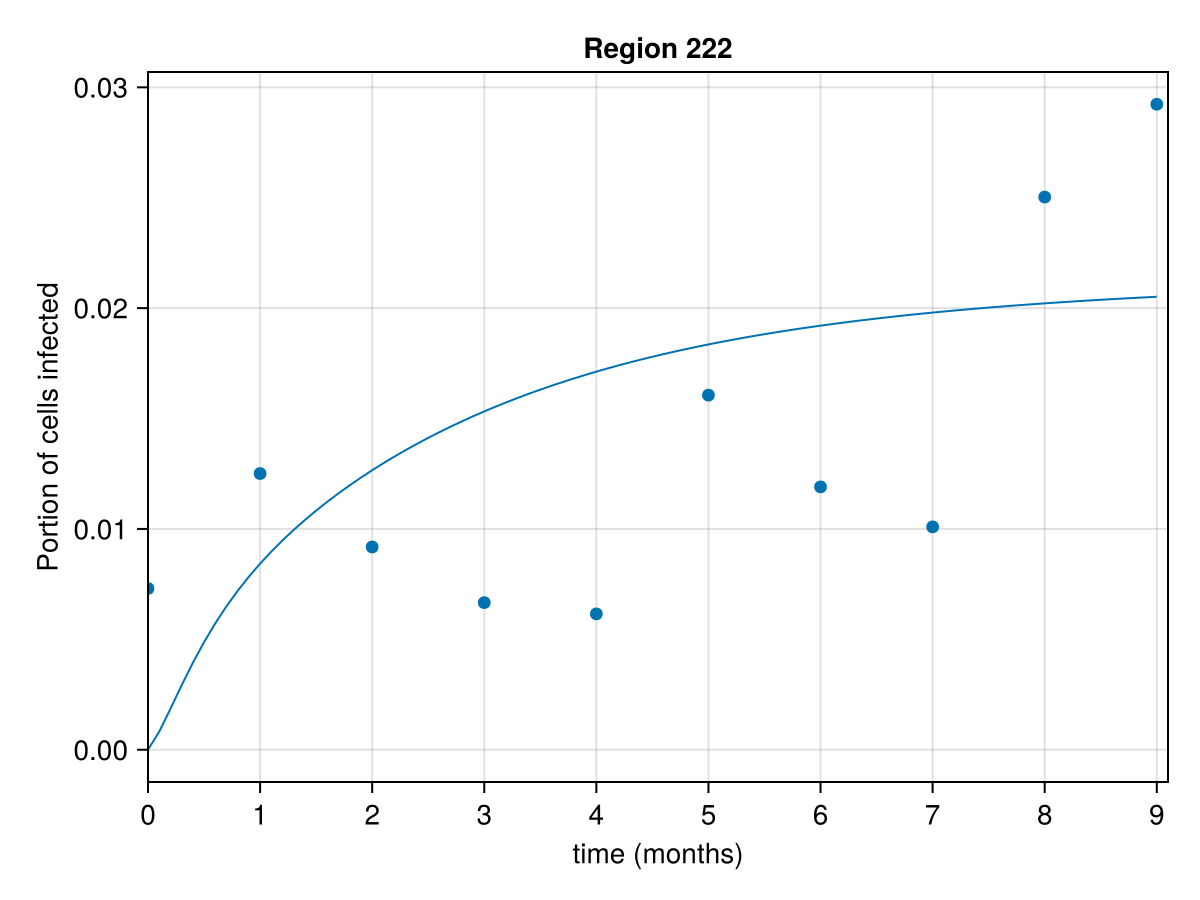 Region 222
0.03
0.02
0.01
0.00
Portion of cells infected
0 1 2 3 4 5 6 7 8 9
time (months)